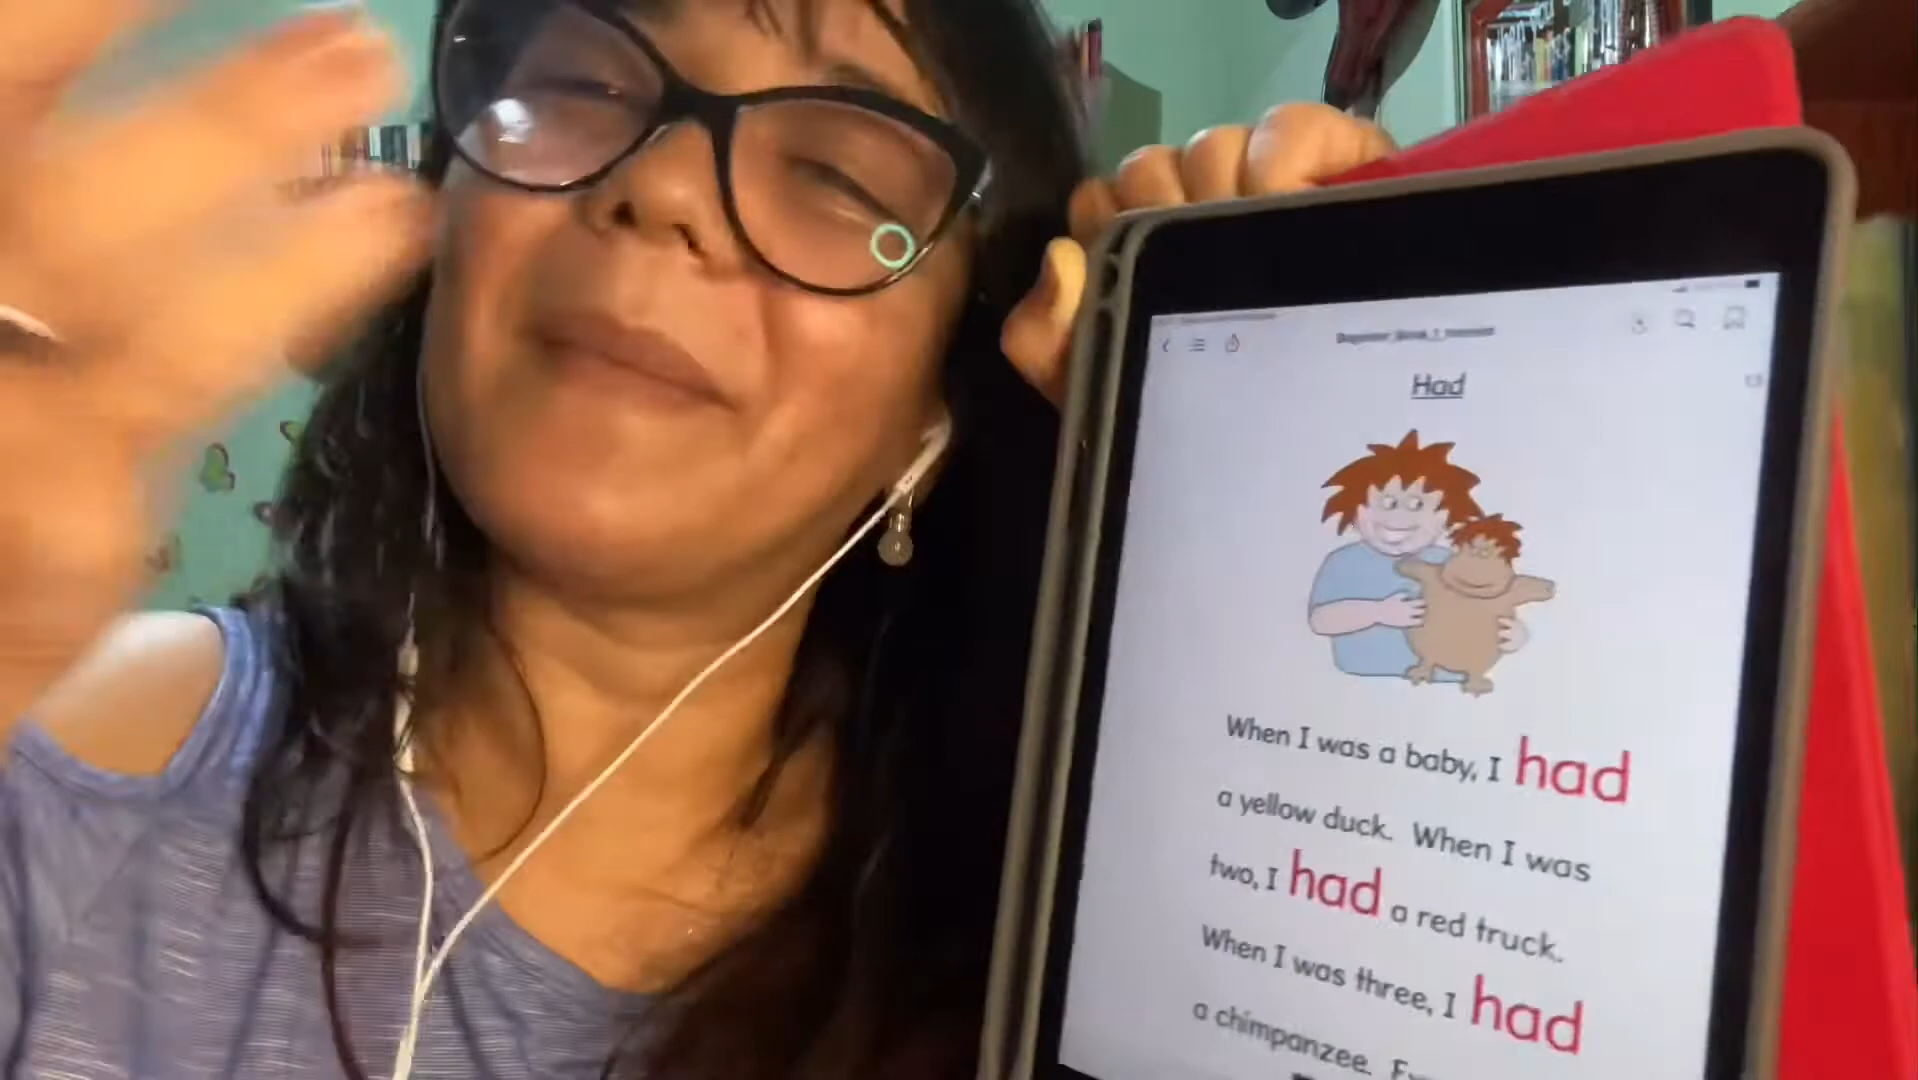 Had
When I was a baby, I had
a yellow duck. When I was
two, I had a red truck.
When I was three, I had
a chimpanzee.